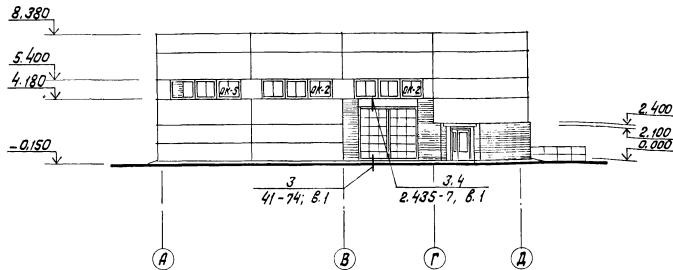 8.380
5.400
4.180
ОК-5
ОК-2
ОК-2
2.400
2.100
-0.150
0.000
3
41-74; В.1
3,4
2.435-7, В.1
А
В
Г
Д